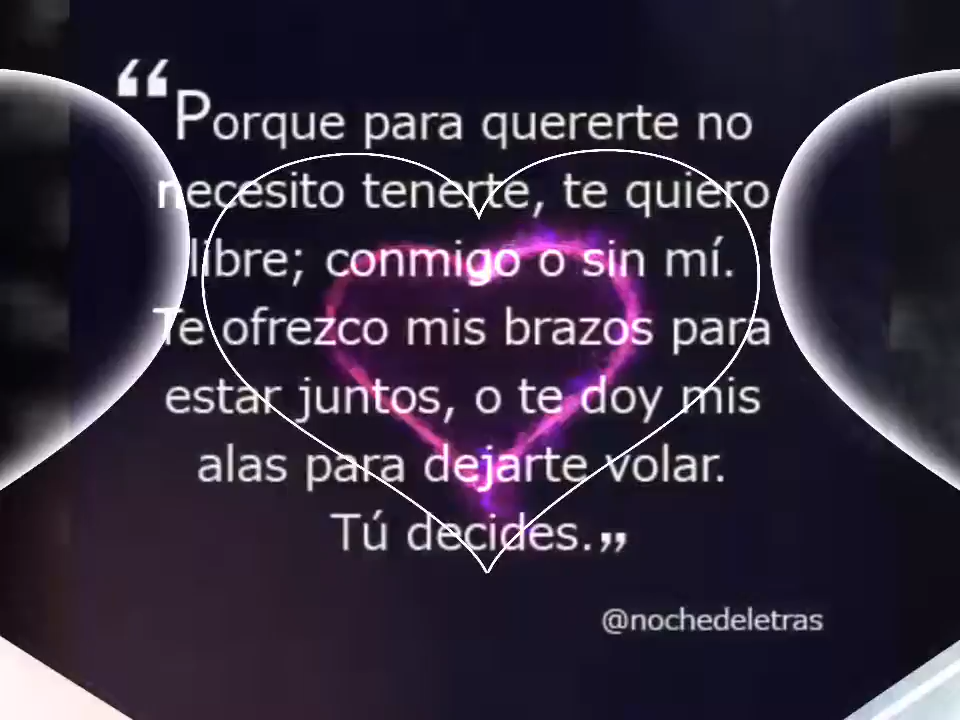 “Porque para quererte no
necesito tenerte, te quiero
libre; conmigo o sin mí.
Te ofrezco mis brazos para
estar juntos, o te doy mis
alas para dejarte volar.
Tú decides.”
@nochedeletras